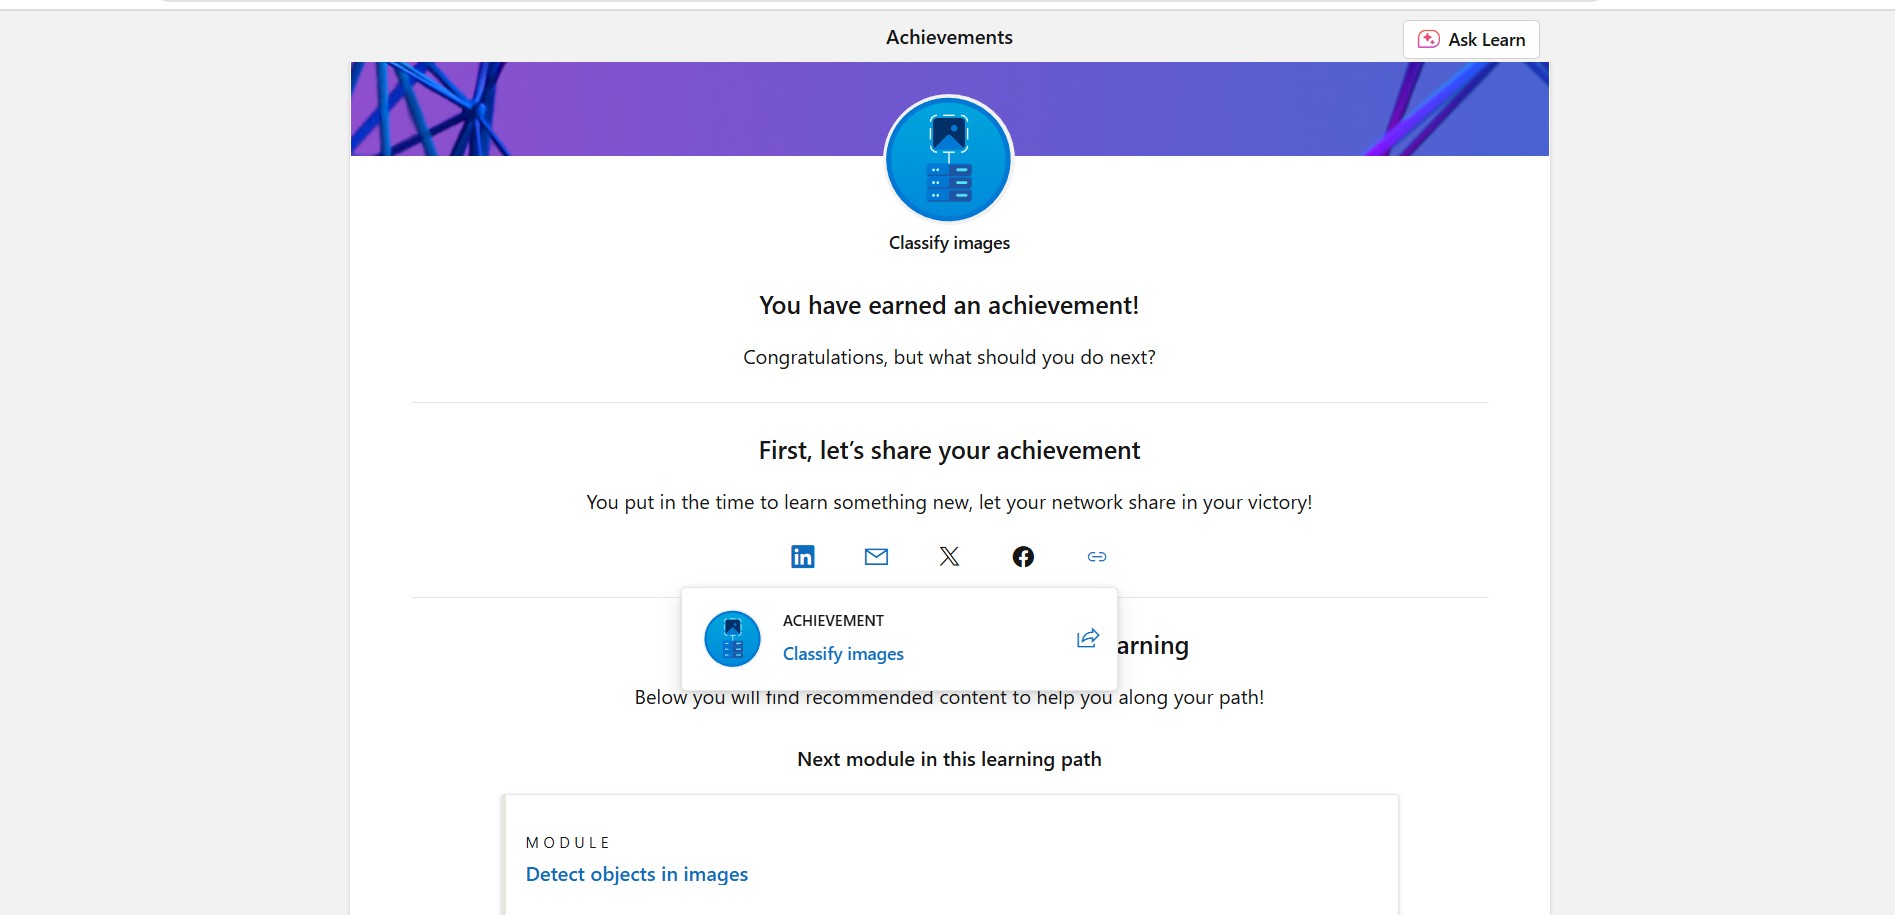 Achievements
Ask Learn
Classify images
You have earned an achievement!
Congratulations, but what should you do next?
First, let’s share your achievement
You put in the time to learn something new, let your network share in your victory!
ACHIEVEMENT
Classify images
arning
Below you will find recommended content to help you along your path!
Next module in this learning path
MODULE
Detect objects in images